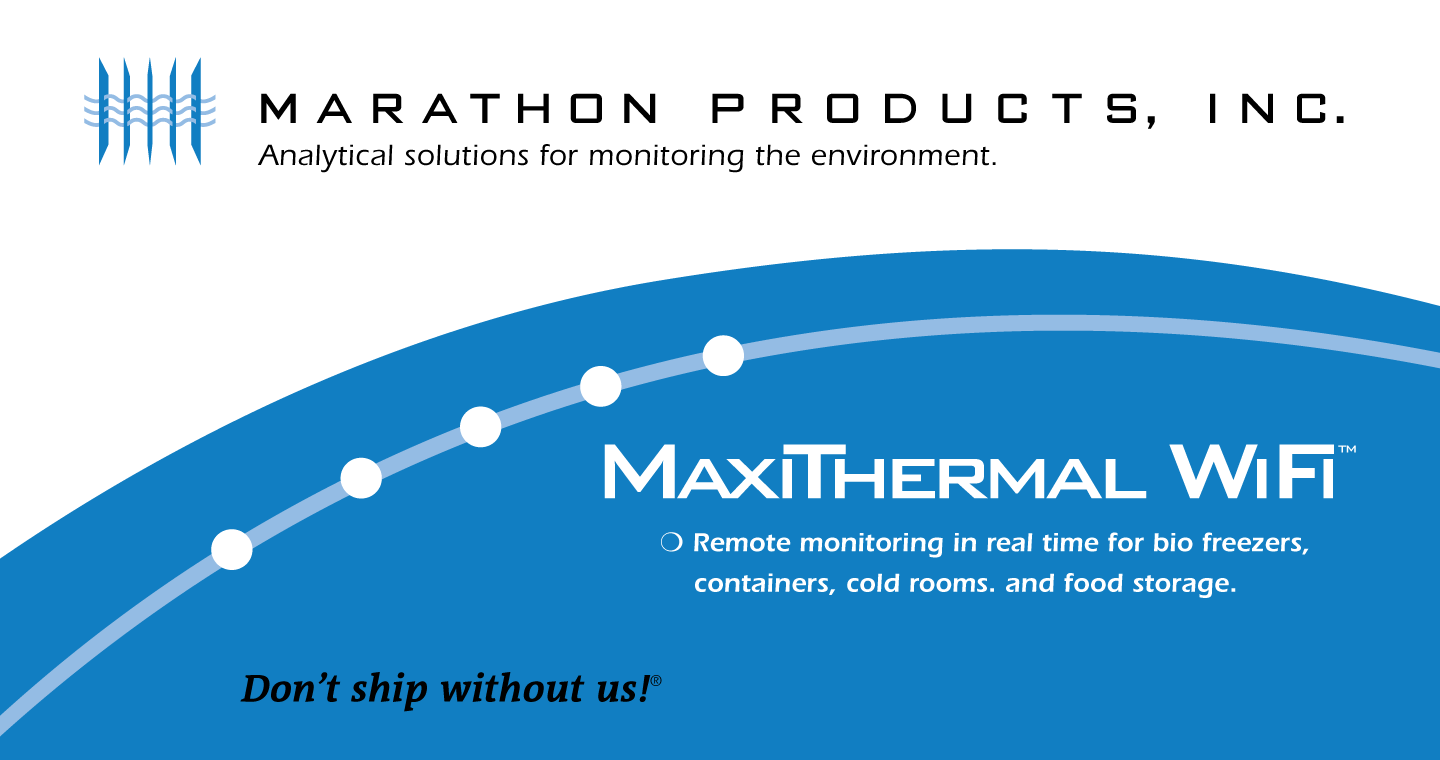 MARATHON PRODUCTS, INC.
Analytical solutions for monitoring the environment.
MAXITHERMAL WIFI™
❍ Remote monitoring in real time for bio freezers,
containers, cold rooms. and food storage.
Don’t ship without us!®